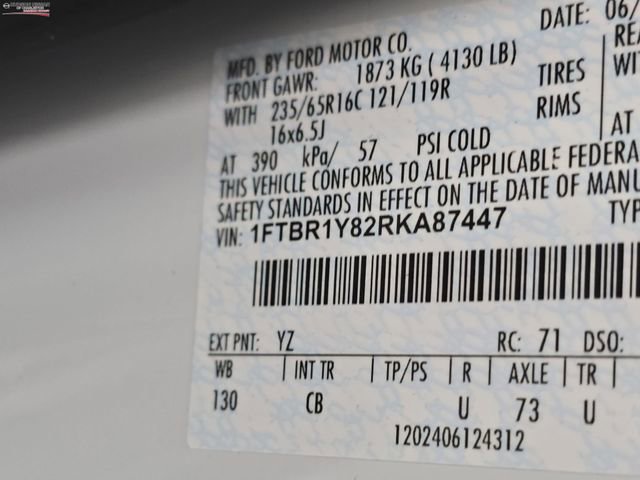 DATE: 06/
MFD. BY FORD MOTOR CO.
FRONT GAWR: 1873 KG ( 4130 LB)
REA
WITH 235/65R16C 121/119R TIRES
WIT
16x6.5J RIMS
AT 390 kPa/ 57 PSI COLD
AT
THIS VEHICLE CONFORMS TO ALL APPLICABLE FEDERA
SAFETY STANDARDS IN EFFECT ON THE DATE OF MANU
VIN: 1FTBR1Y82RKA87447 TYP
EXT PNT: YZ RC: 71 DSO:
WB INT TR TP/PS R AXLE TR
130 CB U 73 U
1202406124312